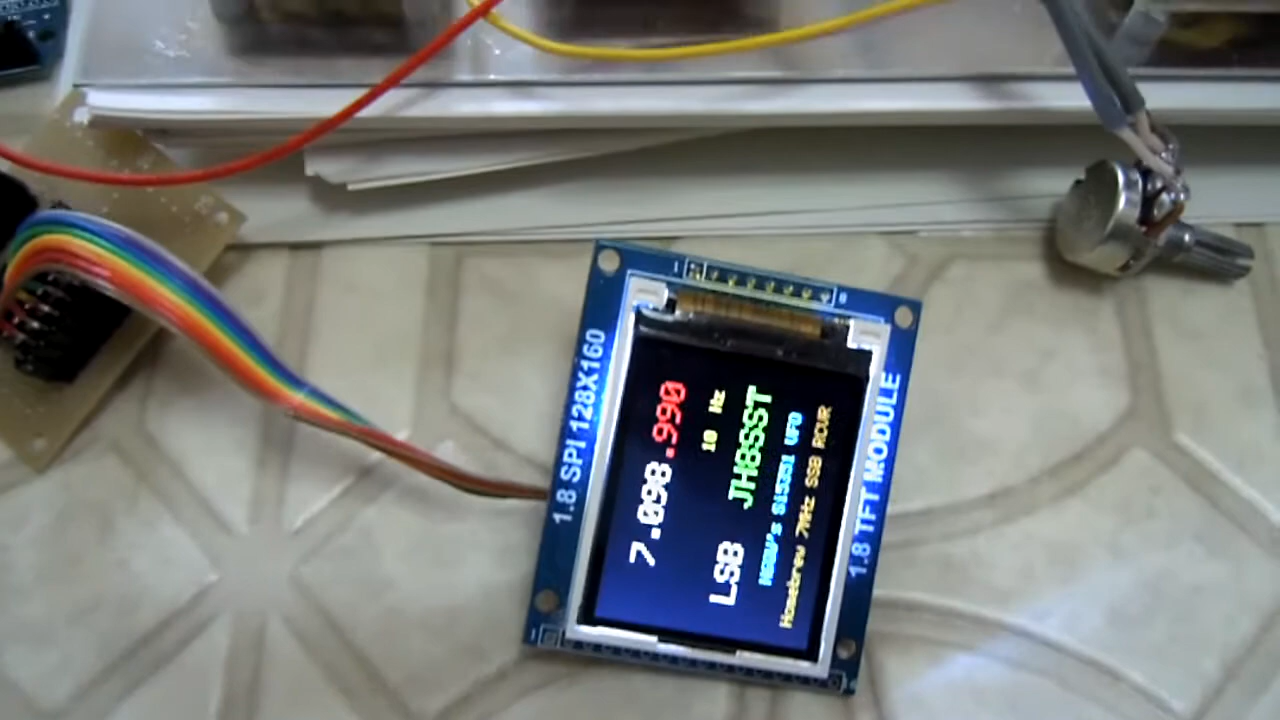 1.8 SPI 128X160
7.098.990
10 Hz
LSB JH8SST
Si5351 VFO
Homebrew 7MHz SSB RCVR
1.8 TFT MODULE